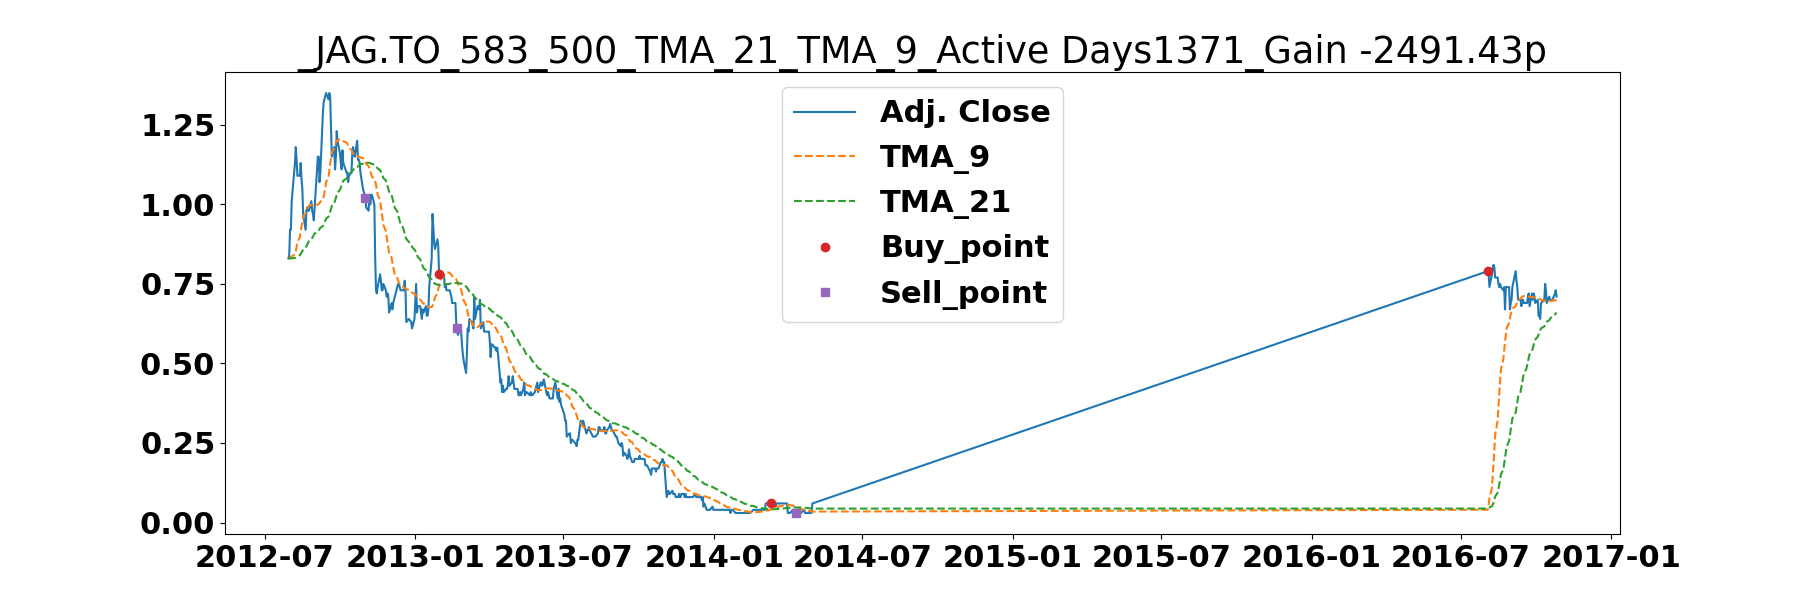 _JAG.TO_583_500_TMA_21_TMA_9_Active Days1371_Gain -2491.43p
1.25
1.00
0.75
0.50
0.25
0.00
Adj. Close
TMA_9
TMA_21
Buy_point
Sell_point
2012-07 2013-01 2013-07 2014-01 2014-07 2015-01 2015-07 2016-01 2016-07 2017-01